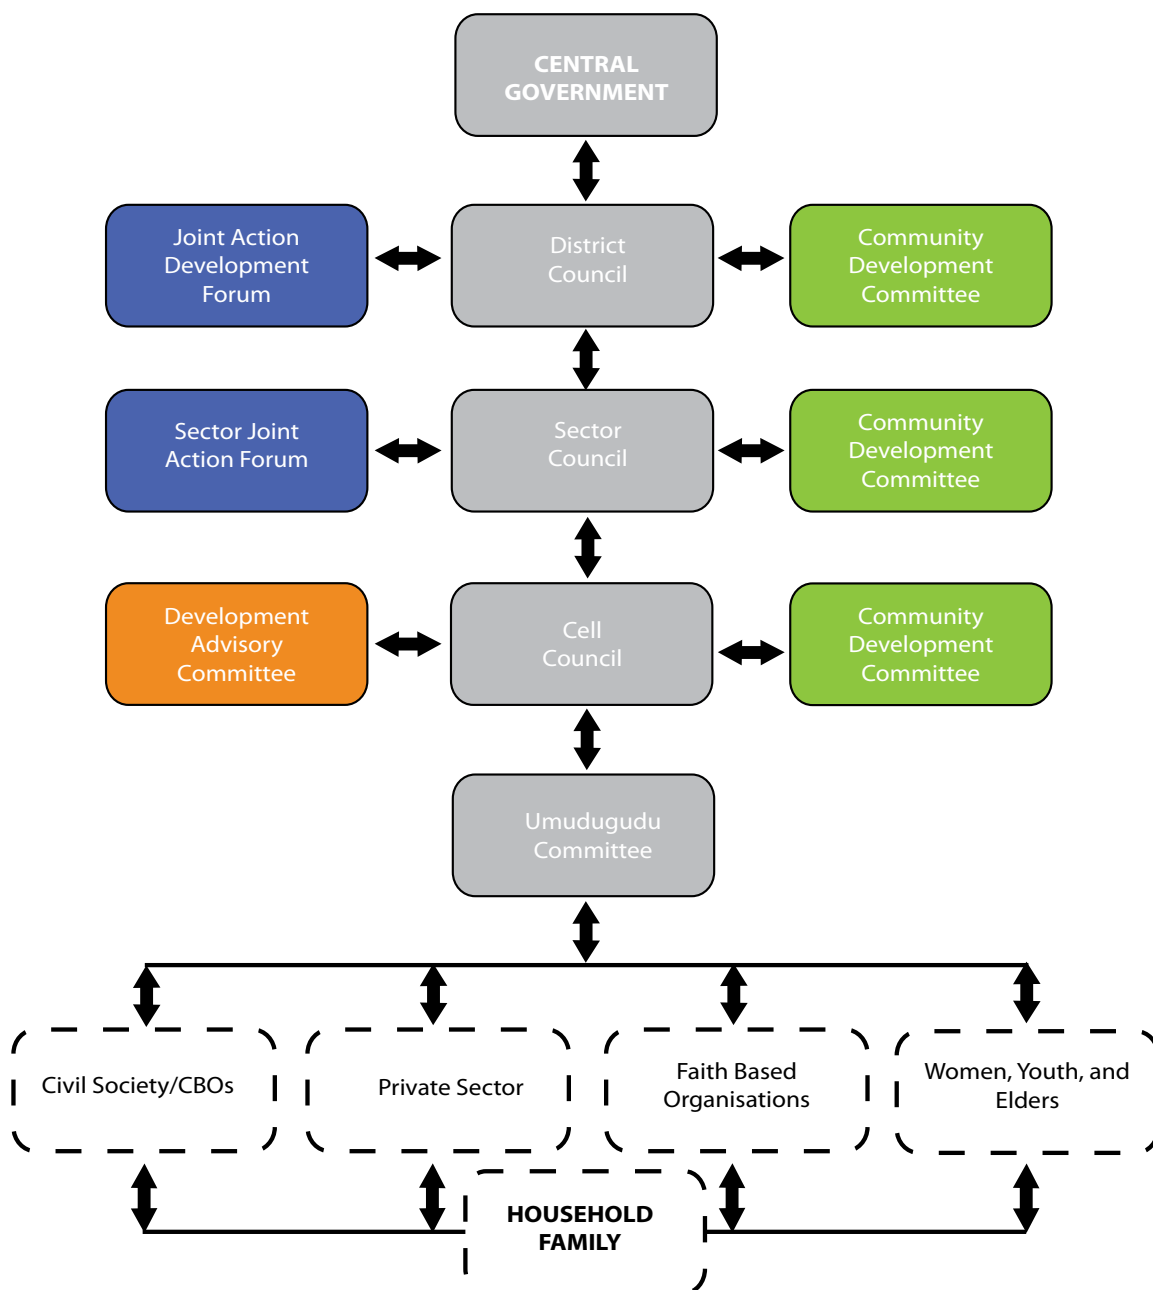 CENTRAL
GOVERNMENT
Joint Action
Development
Forum
District
Council
Community
Development
Committee
Sector Joint
Action Forum
Sector
Council
Community
Development
Committee
Development
Advisory
Committee
Cell
Council
Community
Development
Committee
Umudugudu
Committee
Civil Society/CBOs
Private Sector
Faith Based
Organisations
Women, Youth, and
Elders
HOUSEHOLD
FAMILY